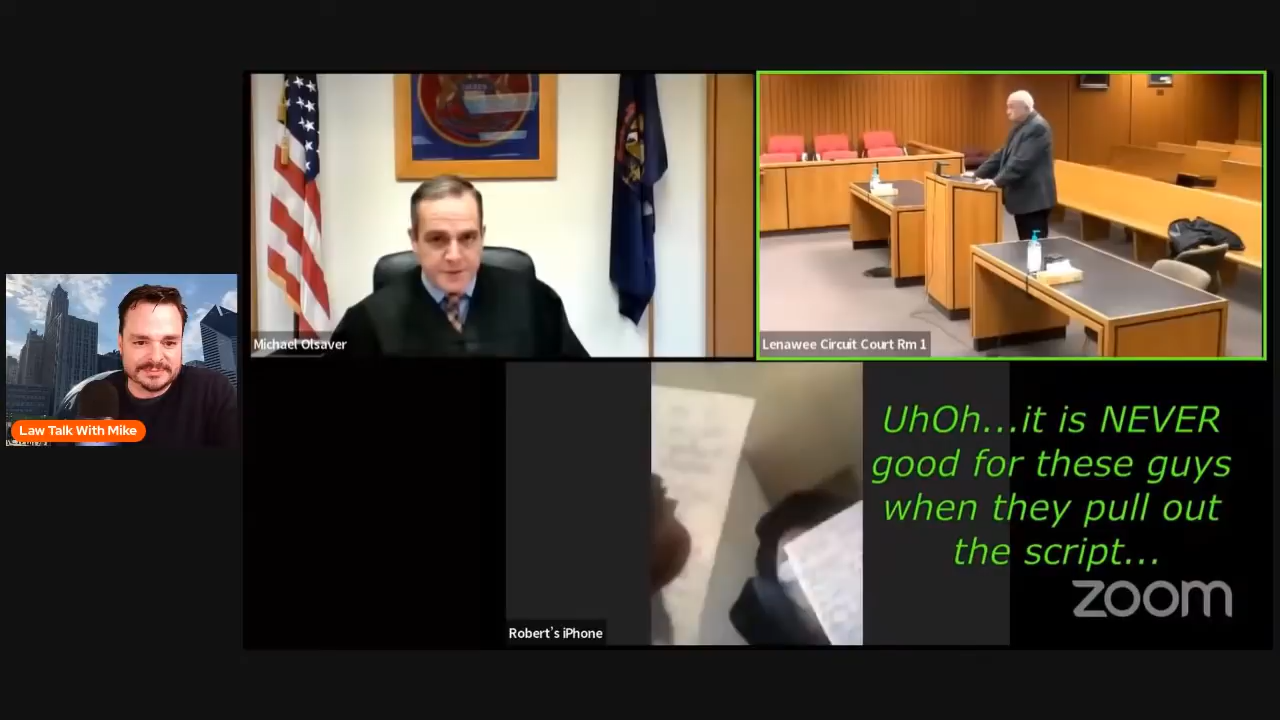 Michael Olsaver
Lenawee Circuit Court Rm 1
Law Talk With Mike
UhOh...it is NEVER
good for these guys
when they pull out
the script...
zoom
Robert's iPhone